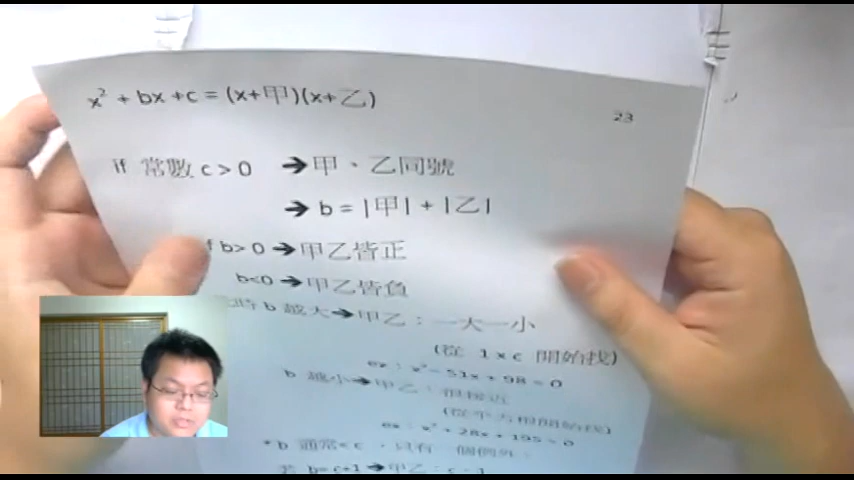 x² + bx + c = (x+甲)(x+乙)
23
if 常數 c > 0 → 甲、乙同號
→ b = |甲| + |乙|
f b > 0 → 甲乙皆正
b<0 → 甲乙皆負
時 b 越大 → 甲乙：一大一小
(從 1 x c 開始找)
ex：x² - 51x + 98 = 0
b 越小 → 甲乙：很接近
(從平方根開始找)
ex：x² + 28x + 195 = 0
* b 通常 < c ，只有一個例外：
若 b = c+1 → 甲乙：c、1